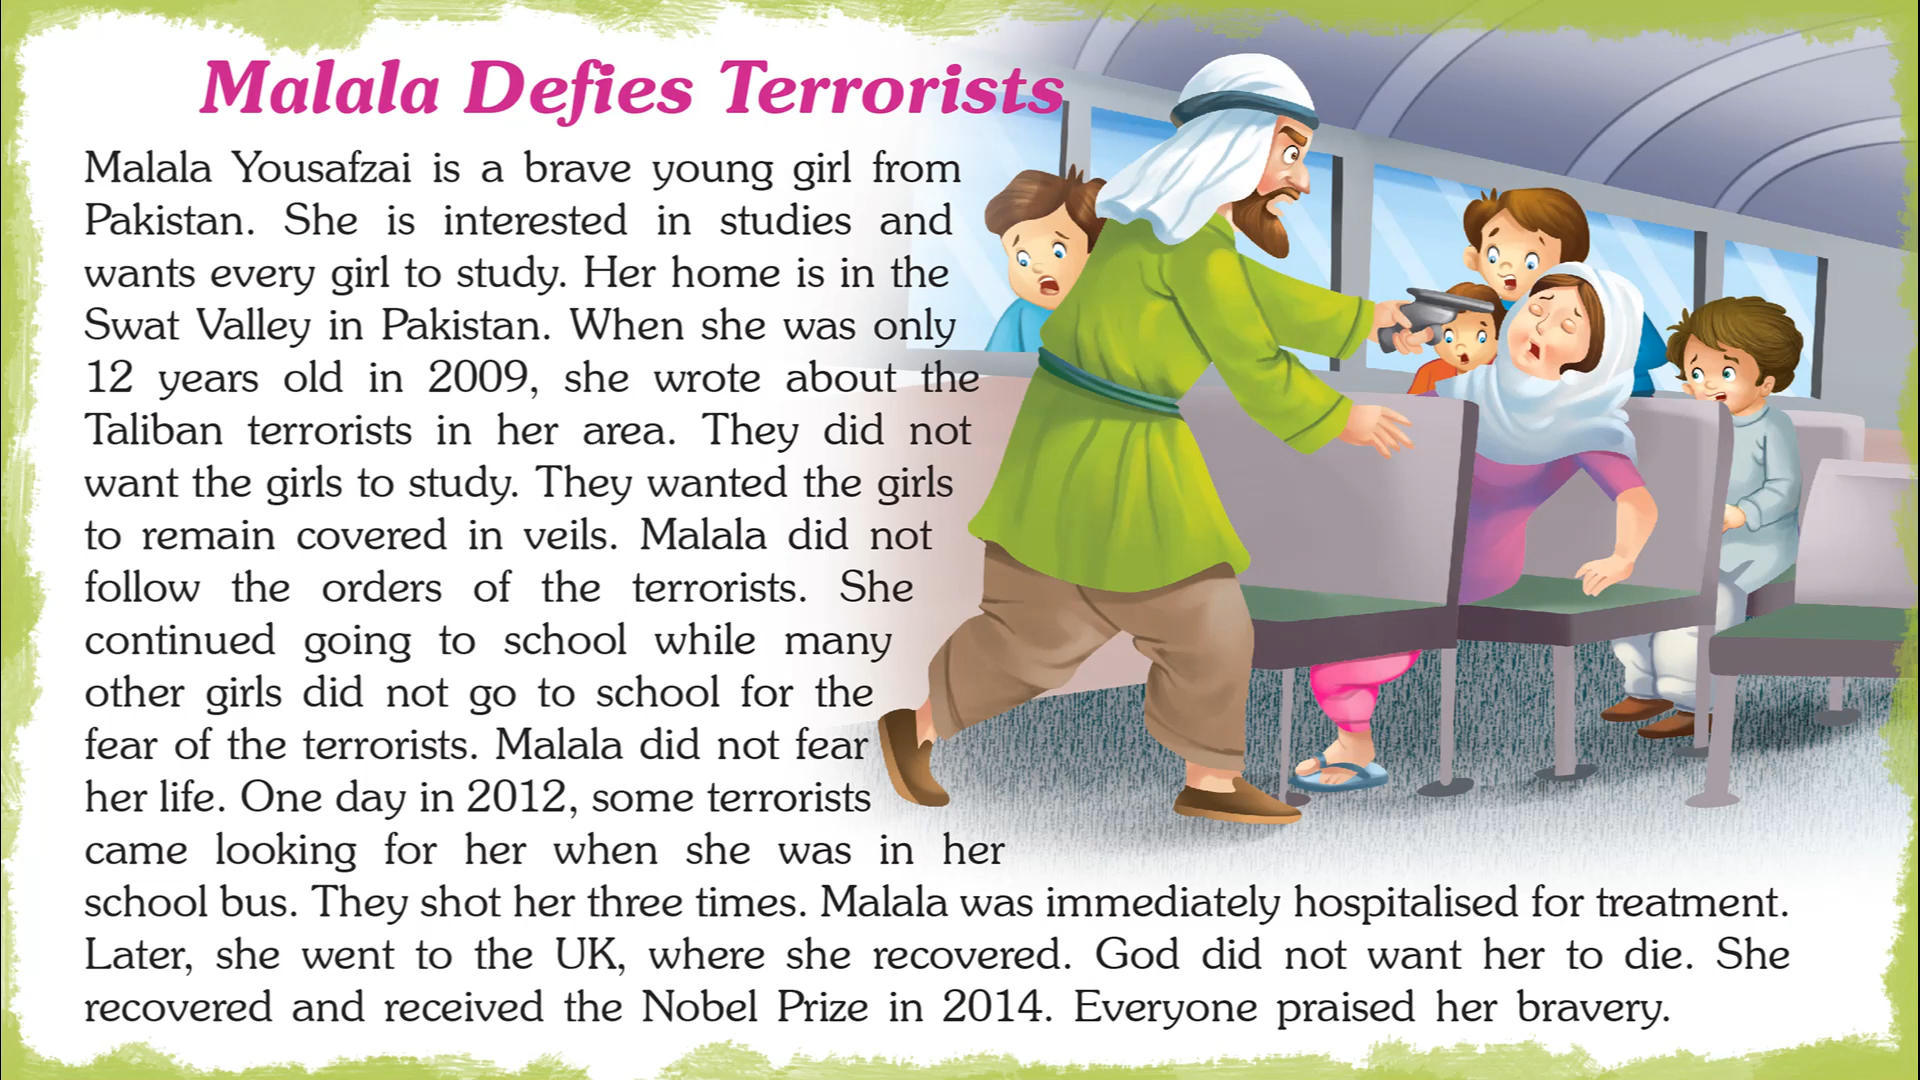 Malala Defies Terrorists
Malala Yousafzai is a brave young girl from
Pakistan. She is interested in studies and
wants every girl to study. Her home is in the
Swat Valley in Pakistan. When she was only
12 years old in 2009, she wrote about the
Taliban terrorists in her area. They did not
want the girls to study. They wanted the girls
to remain covered in veils. Malala did not
follow the orders of the terrorists. She
continued going to school while many
other girls did not go to school for the
fear of the terrorists. Malala did not fear
her life. One day in 2012, some terrorists
came looking for her when she was in her
school bus. They shot her three times. Malala was immediately hospitalised for treatment.
Later, she went to the UK, where she recovered. God did not want her to die. She
recovered and received the Nobel Prize in 2014. Everyone praised her bravery.